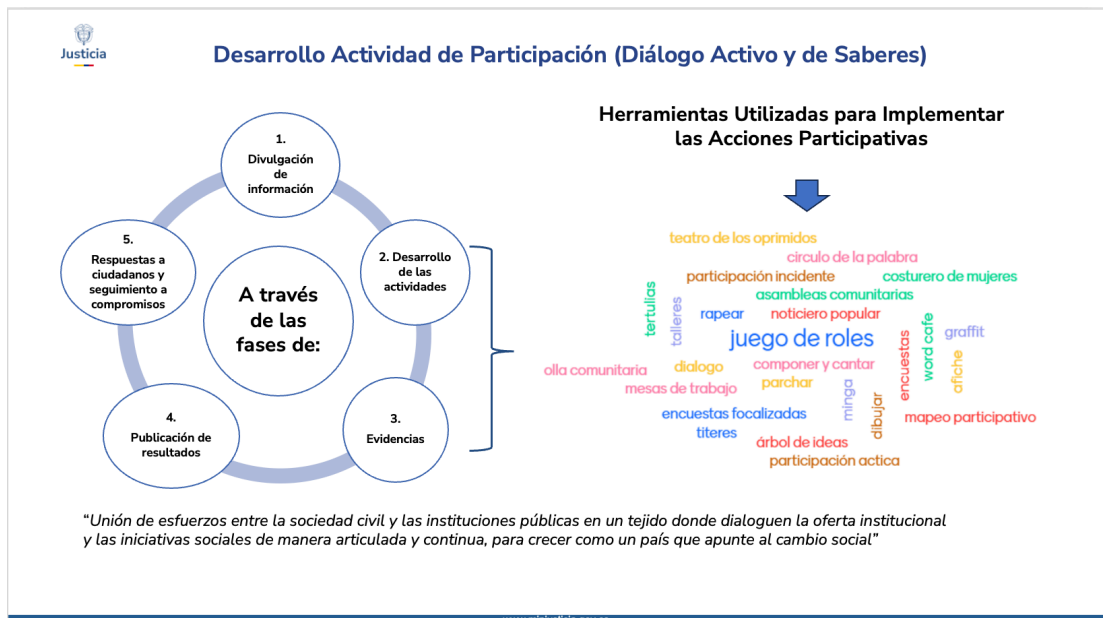 Justicia
Desarrollo Actividad de Participación (Diálogo Activo y de Saberes)
1.
Divulgación
de
información
2. Desarrollo
de las
actividades
3.
Evidencias
4.
Publicación de
resultados
5.
Respuestas a
ciudadanos y
seguimiento a
compromisos
A través
de las
fases de:
Herramientas Utilizadas para Implementar
las Acciones Participativas
teatro de los oprimidos
circulo de la palabra
participación incidente
costurero de mujeres
asambleas comunitarias
tertulias
talleres
rapear
noticiero popular
juego de roles
encuestas
word cafe
graffit
afiche
olla comunitaria
dialogo
componer y cantar
mesas de trabajo
parchar
minga
dibujar
encuestas focalizadas
mapeo participativo
titeres
árbol de ideas
participación actica
“Unión de esfuerzos entre la sociedad civil y las instituciones públicas en un tejido donde dialoguen la oferta institucional
y las iniciativas sociales de manera articulada y continua, para crecer como un país que apunte al cambio social”